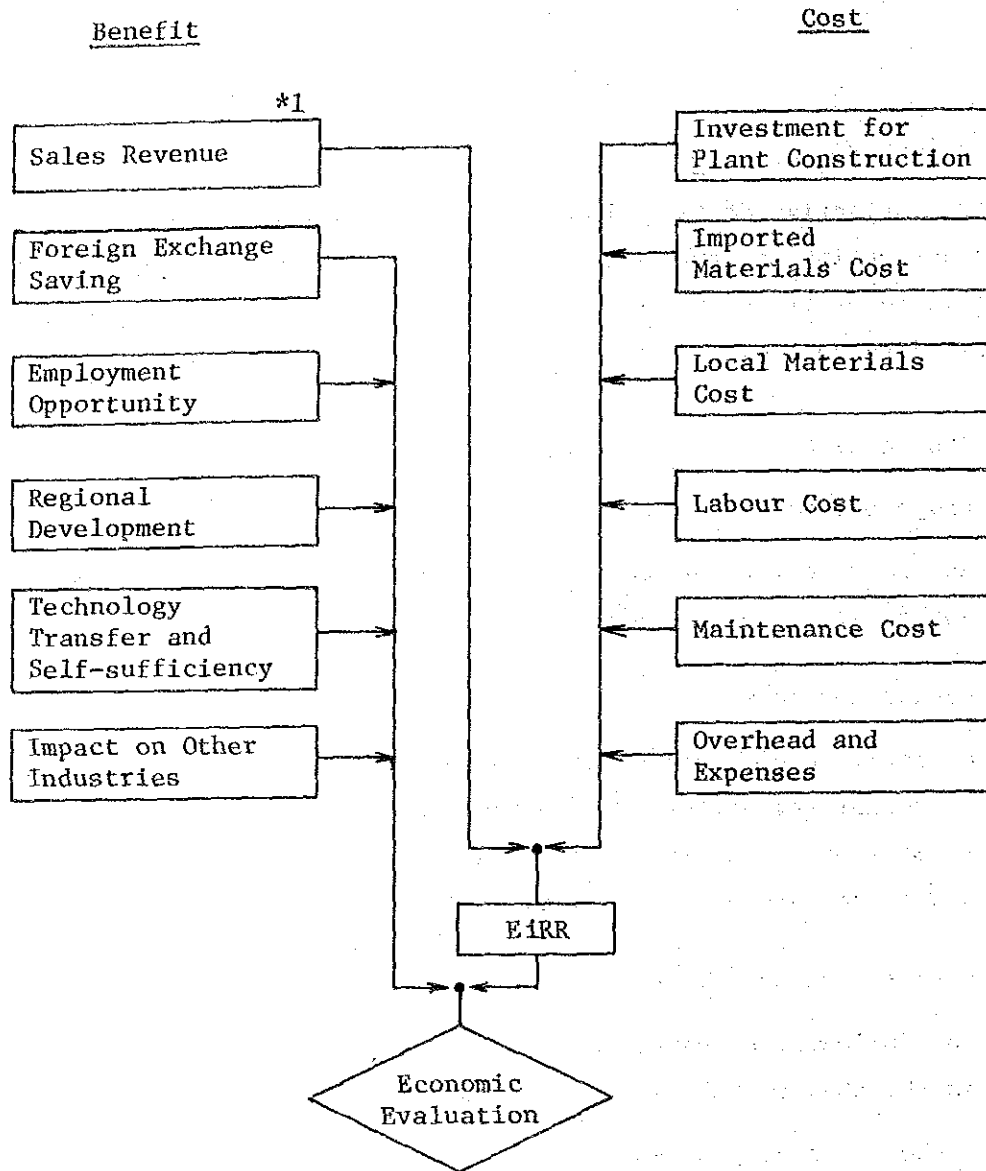 Benefit
*1
Sales Revenue
Foreign Exchange
Saving
Employment
Opportunity
Regional
Development
Technology
Transfer and
Self-sufficiency
Impact on Other
Industries
Cost
Investment for
Plant Construction
Imported
Materials Cost
Local Materials
Cost
Labour Cost
Maintenance Cost
Overhead and
Expenses
EiRR
Economic
Evaluation